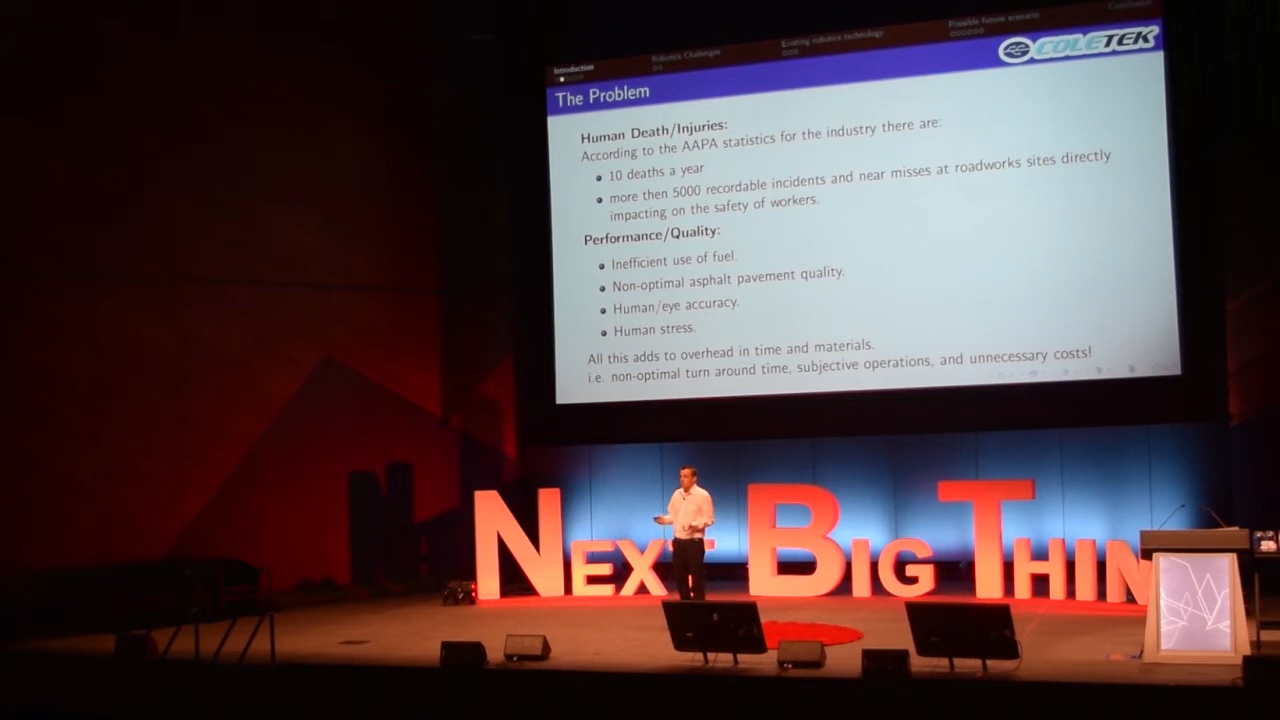 Introduction
Robotics Challenges
Existing robotics technology
Possible future scenario
Conclusion
COLETEK
The Problem
Human Death/Injuries:
According to the AAPA statistics for the industry there are:
10 deaths a year
more then 5000 recordable incidents and near misses at roadworks sites directly
impacting on the safety of workers.
Performance/Quality:
Inefficient use of fuel.
Non-optimal asphalt pavement quality.
Human/eye accuracy.
Human stress.
All this adds to overhead in time and materials.
i.e. non-optimal turn around time, subjective operations, and unnecessary costs!
NEXT BIG THIN